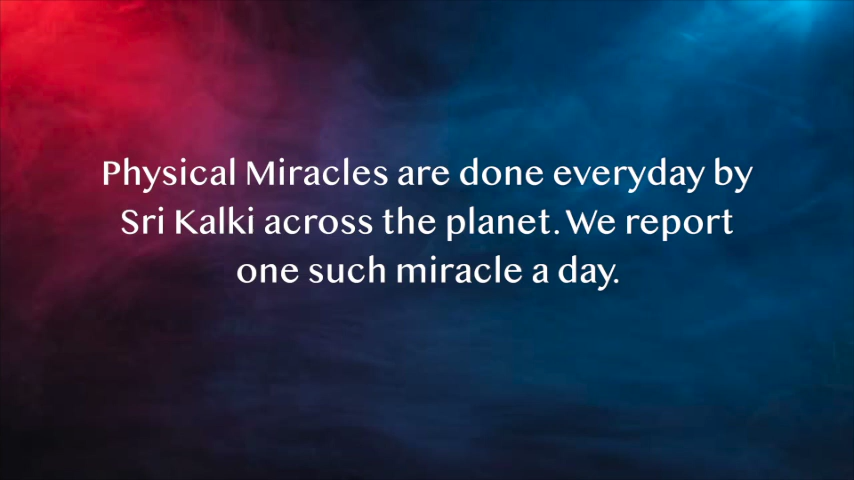 Physical Miracles are done everyday by
Sri Kalki across the planet. We report
one such miracle a day.